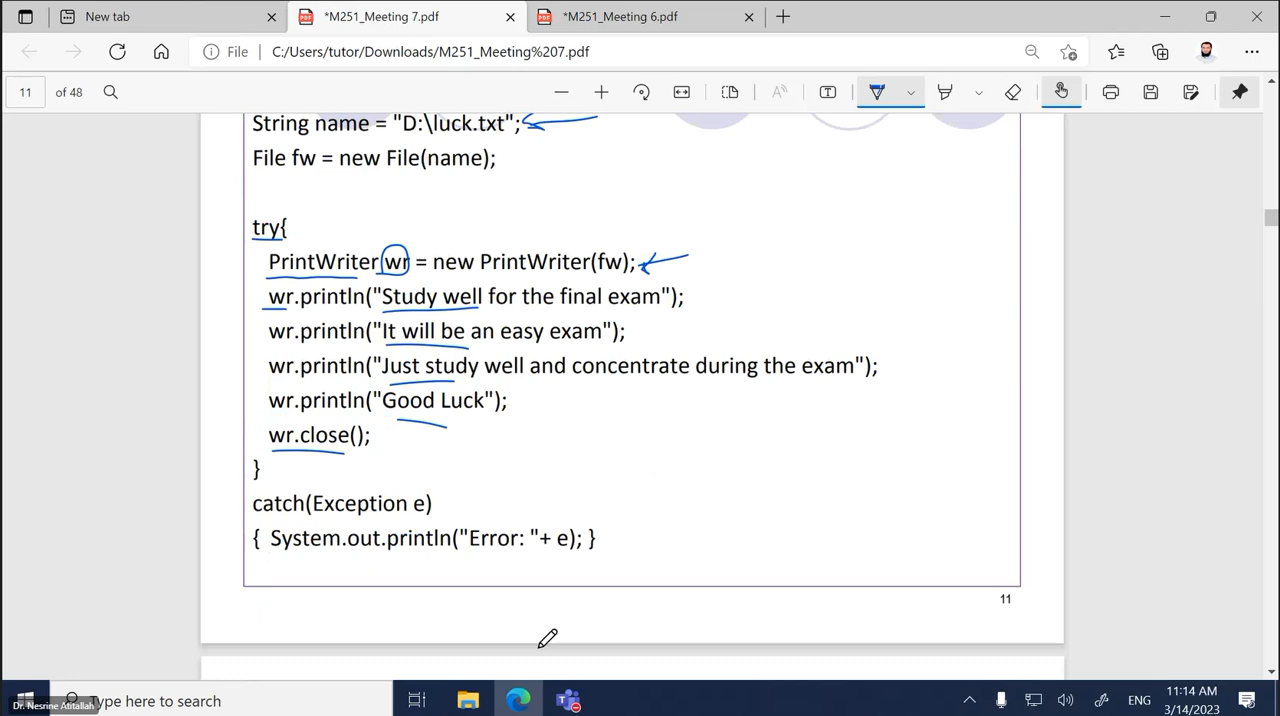 New tab
*M251_Meeting 7.pdf
*M251_Meeting 6.pdf
File
C:/Users/tutor/Downloads/M251_Meeting%207.pdf
11 of 48
String name = "D:\luck.txt";
File fw = new File(name);
try{
PrintWriter wr = new PrintWriter(fw);
wr.println("Study well for the final exam");
wr.println("It will be an easy exam");
wr.println("Just study well and concentrate during the exam");
wr.println("Good Luck");
wr.close();
}
catch(Exception e)
{ System.out.println("Error: "+ e); }
11
Type here to search
Dr. Nesrine Atitallah
ENG
11:14 AM
3/14/2023